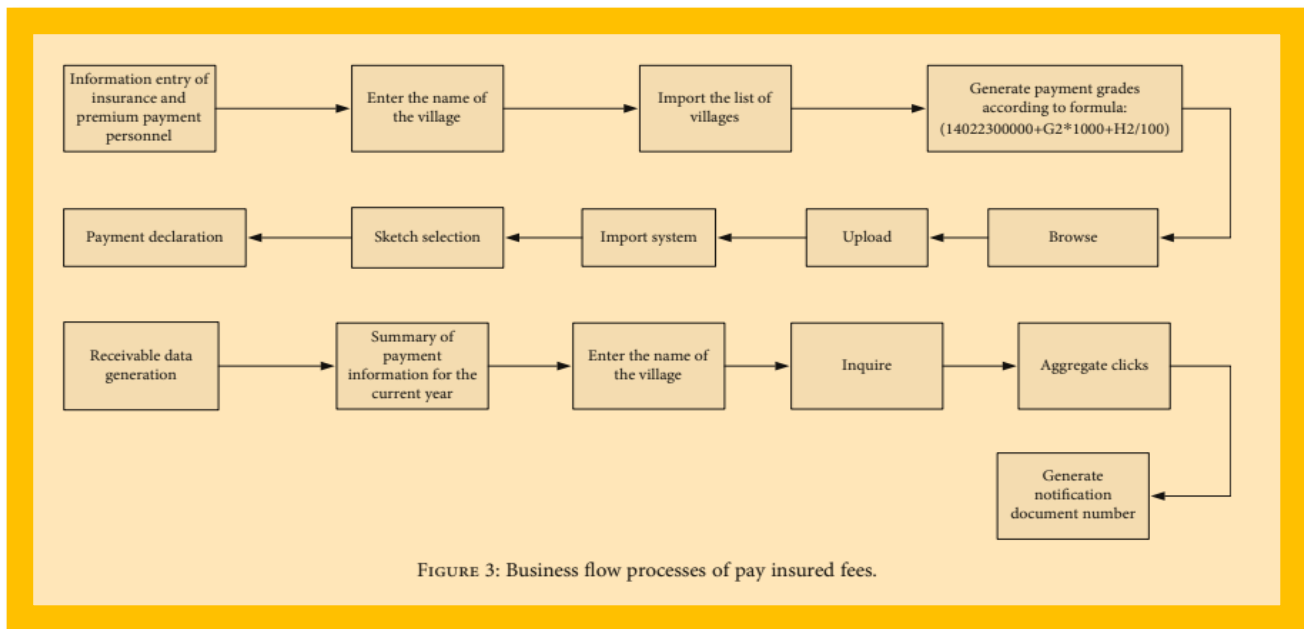 Information entry of
insurance and
premium payment
personnel
Enter the name of
the village
Import the list of
villages
Generate payment grades
according to formula:
(14022300000+G2*1000+H2/100)
Payment declaration
Sketch selection
Import system
Upload
Browse
Receivable data
generation
Summary of
payment
information for the
current year
Enter the name of
the village
Inquire
Aggregate clicks
Generate
notification
document number
FIGURE 3: Business flow processes of pay insured fees.